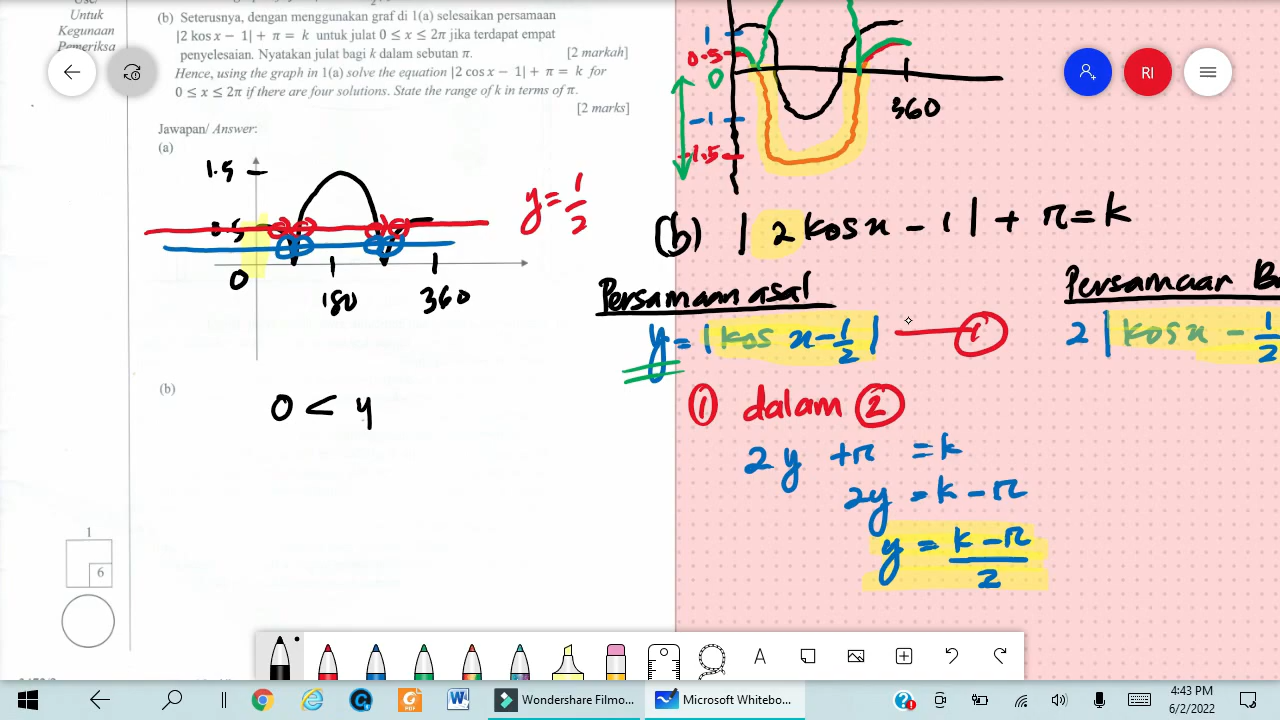 Untuk
Kegunaan
Pemeriksa
(b) Seterusnya, dengan menggunakan graf di 1(a) selesaikan persamaan
2 kos x − 1| + π = k untuk julat 0 ≤ x ≤ 2π jika terdapat empat
penyelesaian. Nyatakan julat bagi k dalam sebutan π.
[2 markah]
Hence, using the graph in 1(a) solve the equation |2 cos x − 1| + π = k for
0 ≤ x ≤ 2π if there are four solutions. State the range of k in terms of π.
[2 marks]
Jawapan/ Answer:
(a)
1.5
0.5
0
180
360
y = 1/2
(b)
0 < y
1
6
1
0.5
0
-1
-1.5
360
RI
(b) | 2 kos x - 1 | + π = k
Persamaan asal
Persamaan
y = | kos x - 1/2 | ① 
2 | kos x - 1/2
① dalam ②
2y + π = k
2y = k - π
y = k - π / 2
A
W
Wondershare Filmo...
Microsoft Whitebo...
4:43 PM
6/2/2022